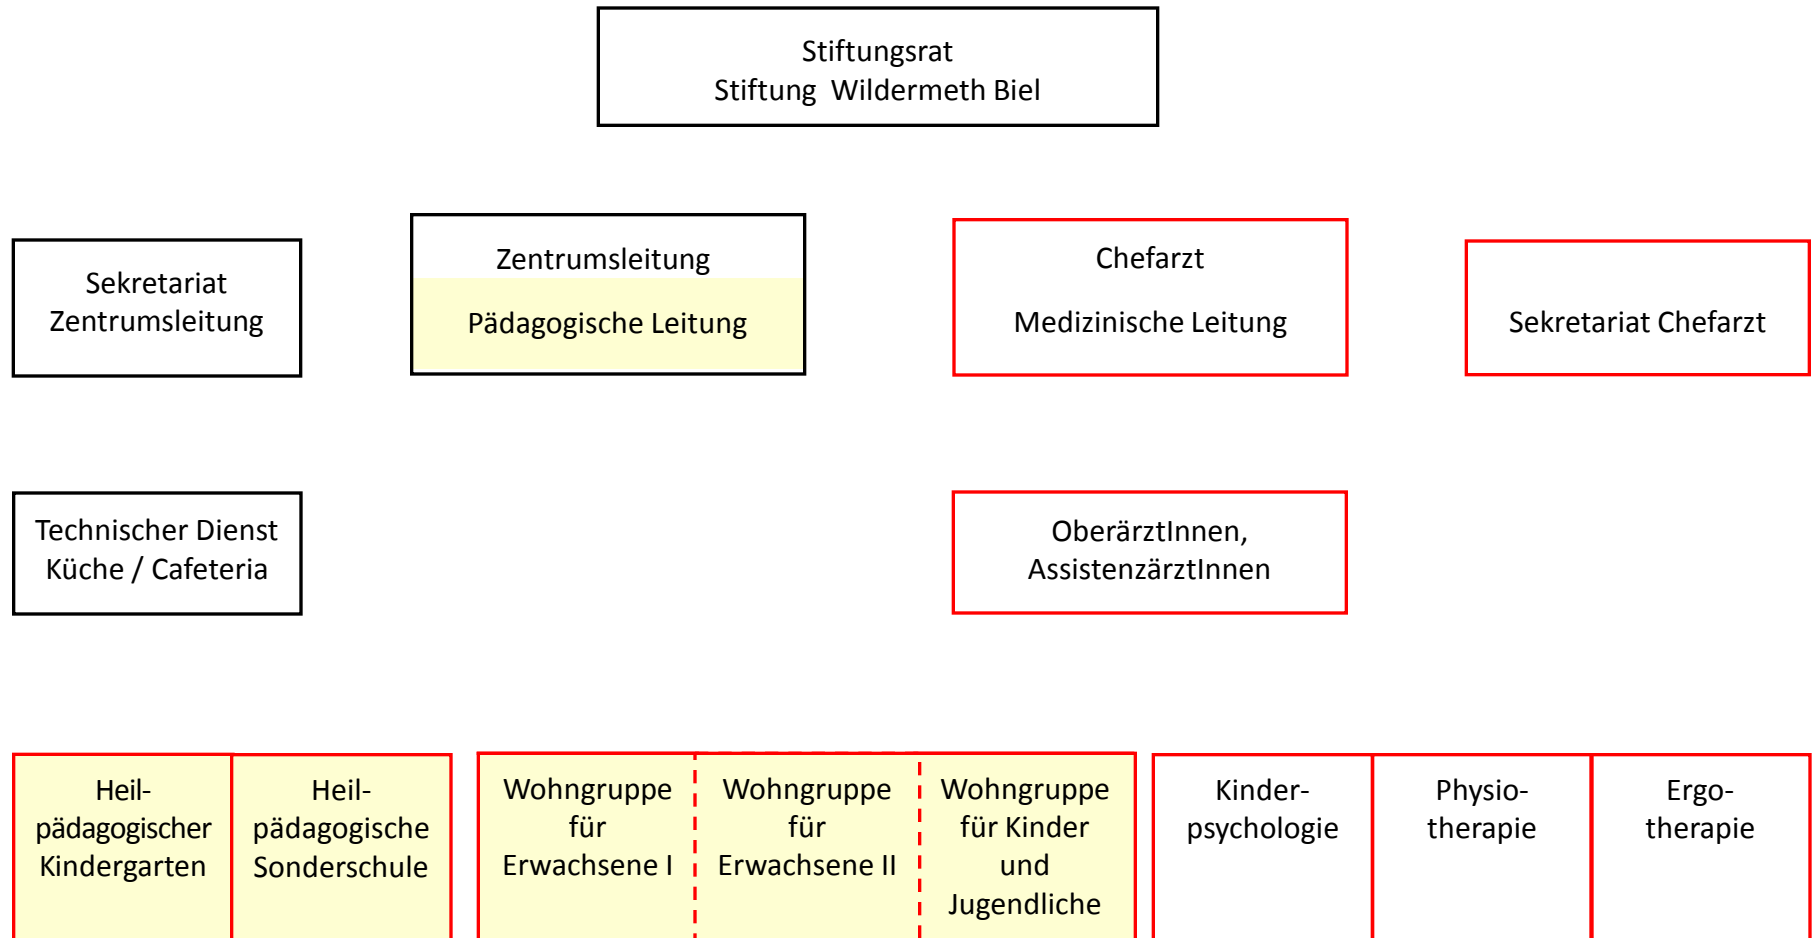 Stiftungsrat
Stiftung Wildermeth Biel
Sekretariat
Zentrumsleitung
Zentrumsleitung
Pädagogische Leitung
Chefarzt
Medizinische Leitung
Sekretariat Chefarzt
Technischer Dienst
Küche / Cafeteria
OberärztInnen,
AssistenzärztInnen
Heil-
pädagogischer
Kindergarten
Heil-
pädagogische
Sonderschule
Wohngruppe
für
Erwachsene I
Wohngruppe
für
Erwachsene II
Wohngruppe
für Kinder
und
Jugendliche
Kinder-
psychologie
Physio-
therapie
Ergo-
therapie